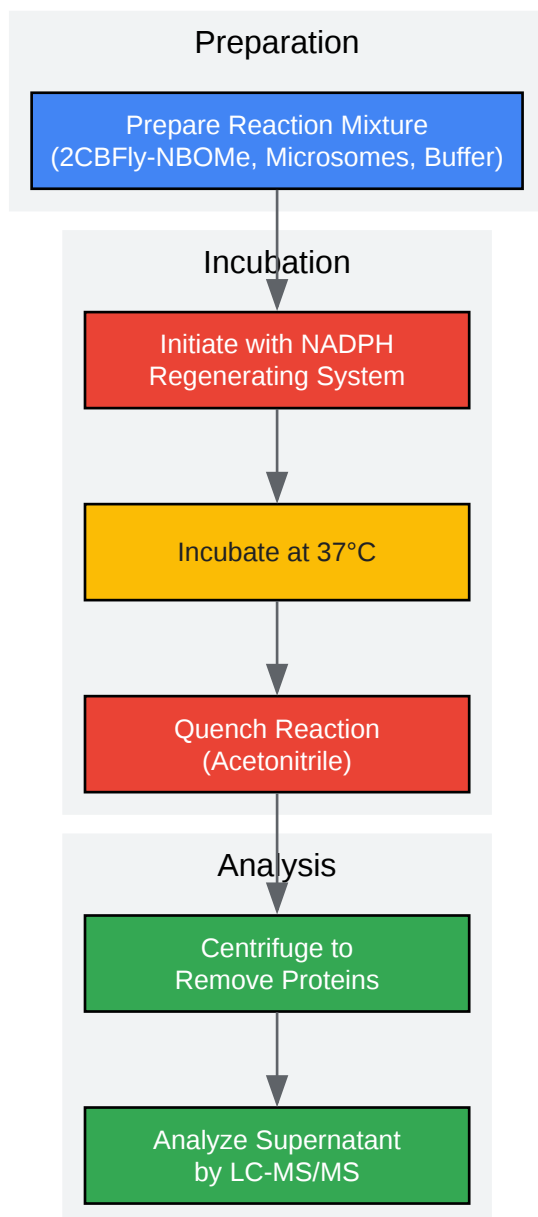 Preparation
Prepare Reaction Mixture
(2CBFly-NBOMe, Microsomes, Buffer)
Incubation
Initiate with NADPH
Regenerating System
Incubate at 37°C
Quench Reaction
(Acetonitrile)
Analysis
Centrifuge to
Remove Proteins
Analyze Supernatant
by LC-MS/MS